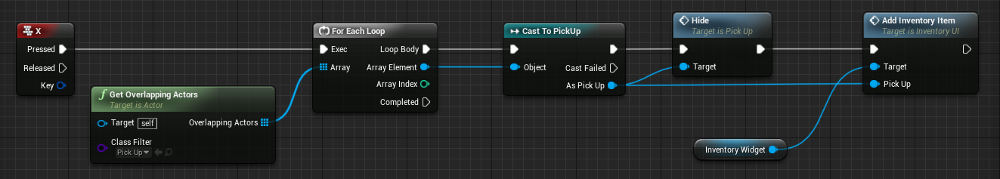 X
Pressed
Released
Key
Get Overlapping Actors
Target is Actor
Target self
Overlapping Actors
Class Filter
Pick Up
For Each Loop
Exec
Loop Body
Array
Array Element
Array Index
Completed
Cast To PickUp
Object
Cast Failed
As Pick Up
Hide
Target is Pick Up
Target
Inventory Widget
Add Inventory Item
Target is Inventory UI
Target
Pick Up